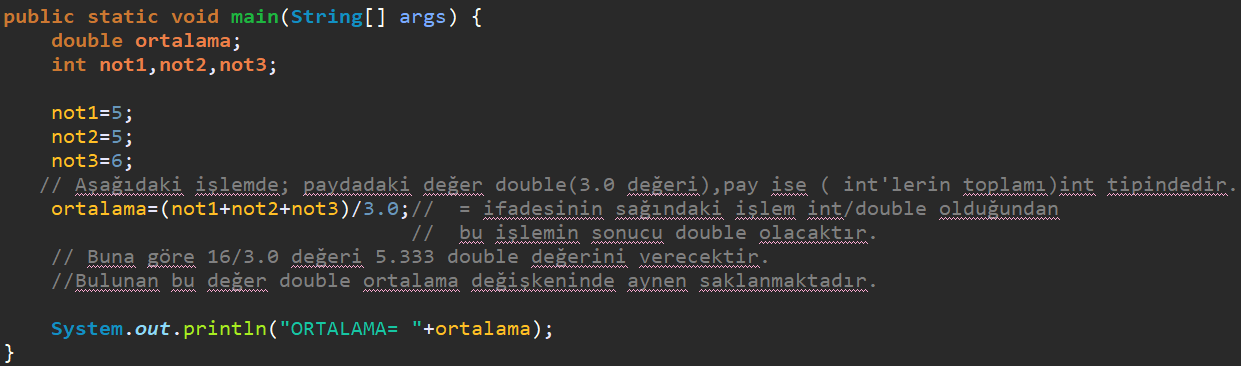 public static void main(String[] args) {
double ortalama;
int not1,not2,not3;
not1=5;
not2=5;
not3=6;
// Aşağıdaki işlemde; paydadaki değer double(3.0 değeri),pay ise ( int'lerin toplamı)int tipindedir.
ortalama=(not1+not2+not3)/3.0;//  = ifadesinin sağındaki işlem int/double olduğundan
//  bu işlemin sonucu double olacaktır.
// Buna göre 16/3.0 değeri 5.333 double değerini verecektir.
//Bulunan bu değer double ortalama değişkeninde aynen saklanmaktadır.
System.out.println("ORTALAMA= "+ortalama);
}